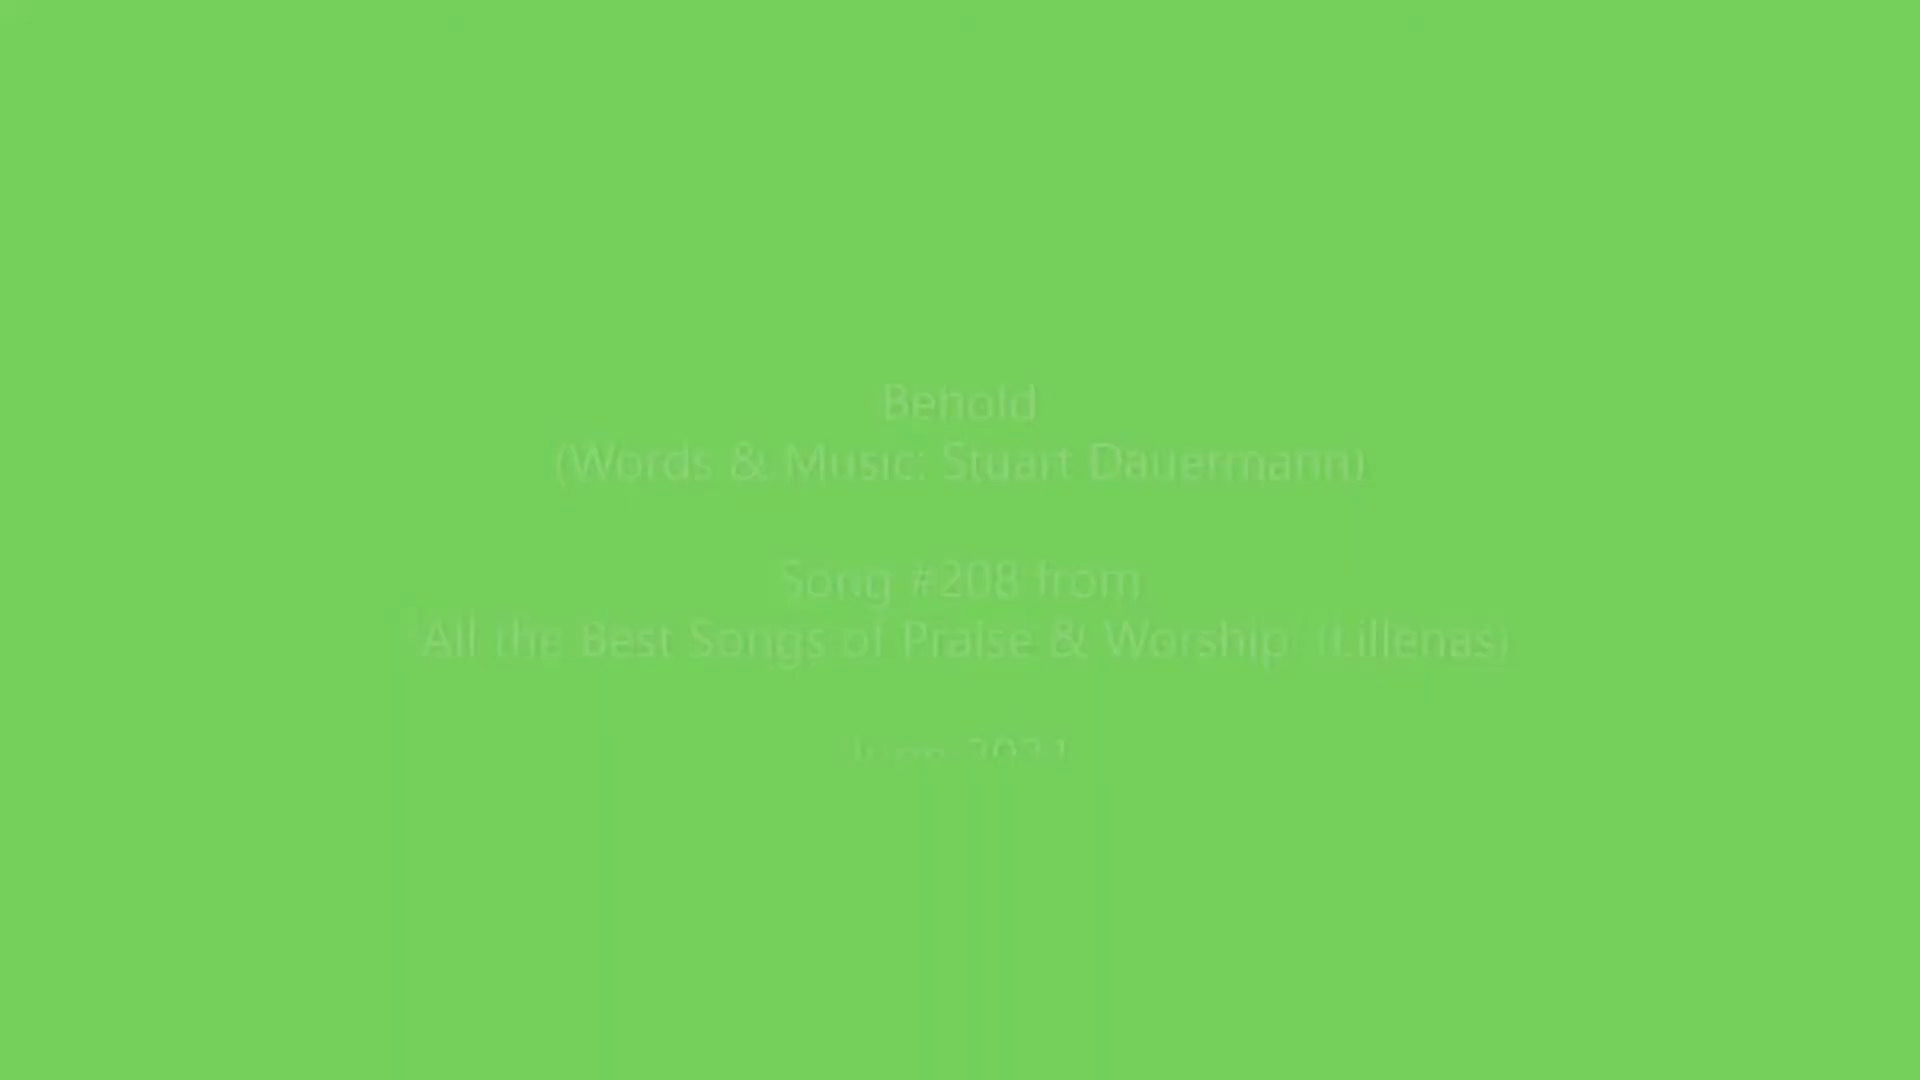 Behold
(Words & Music: Stuart Dauermann)
Song #208 from
'All the Best Songs of Praise & Worship' (Lillenas)